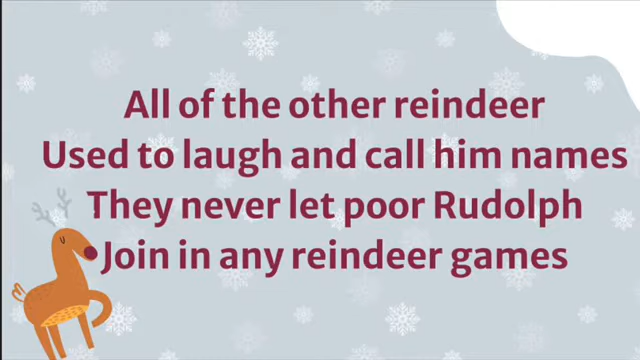 All of the other reindeer
Used to laugh and call him names
They never let poor Rudolph
Join in any reindeer games